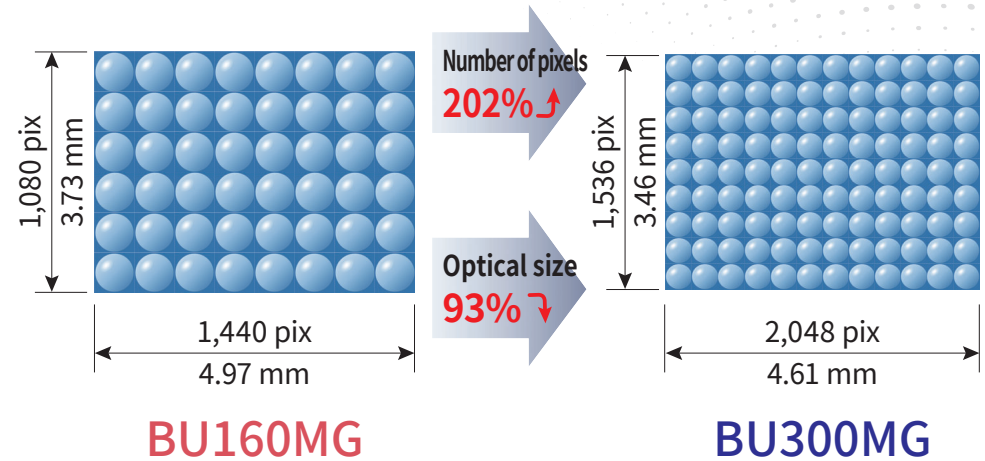 1,080 pix
3.73 mm
1,440 pix
4.97 mm
BU160MG
Number of pixels
202%
Optical size
93%
1,536 pix
3.46 mm
2,048 pix
4.61 mm
BU300MG